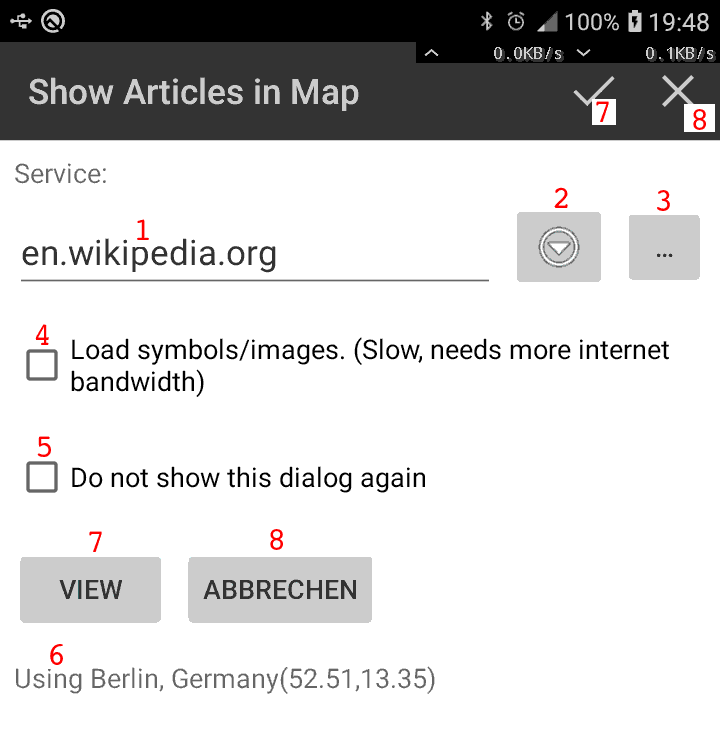 100% 19:48
0.0KB/s 0.1KB/s
Show Articles in Map
7 8
Service:
2 3
1
en.wikipedia.org ...
4
Load symbols/images. (Slow, needs more internet
bandwidth)
5
Do not show this dialog again
7 8
VIEW ABBRECHEN
6
Using Berlin, Germany(52.51,13.35)